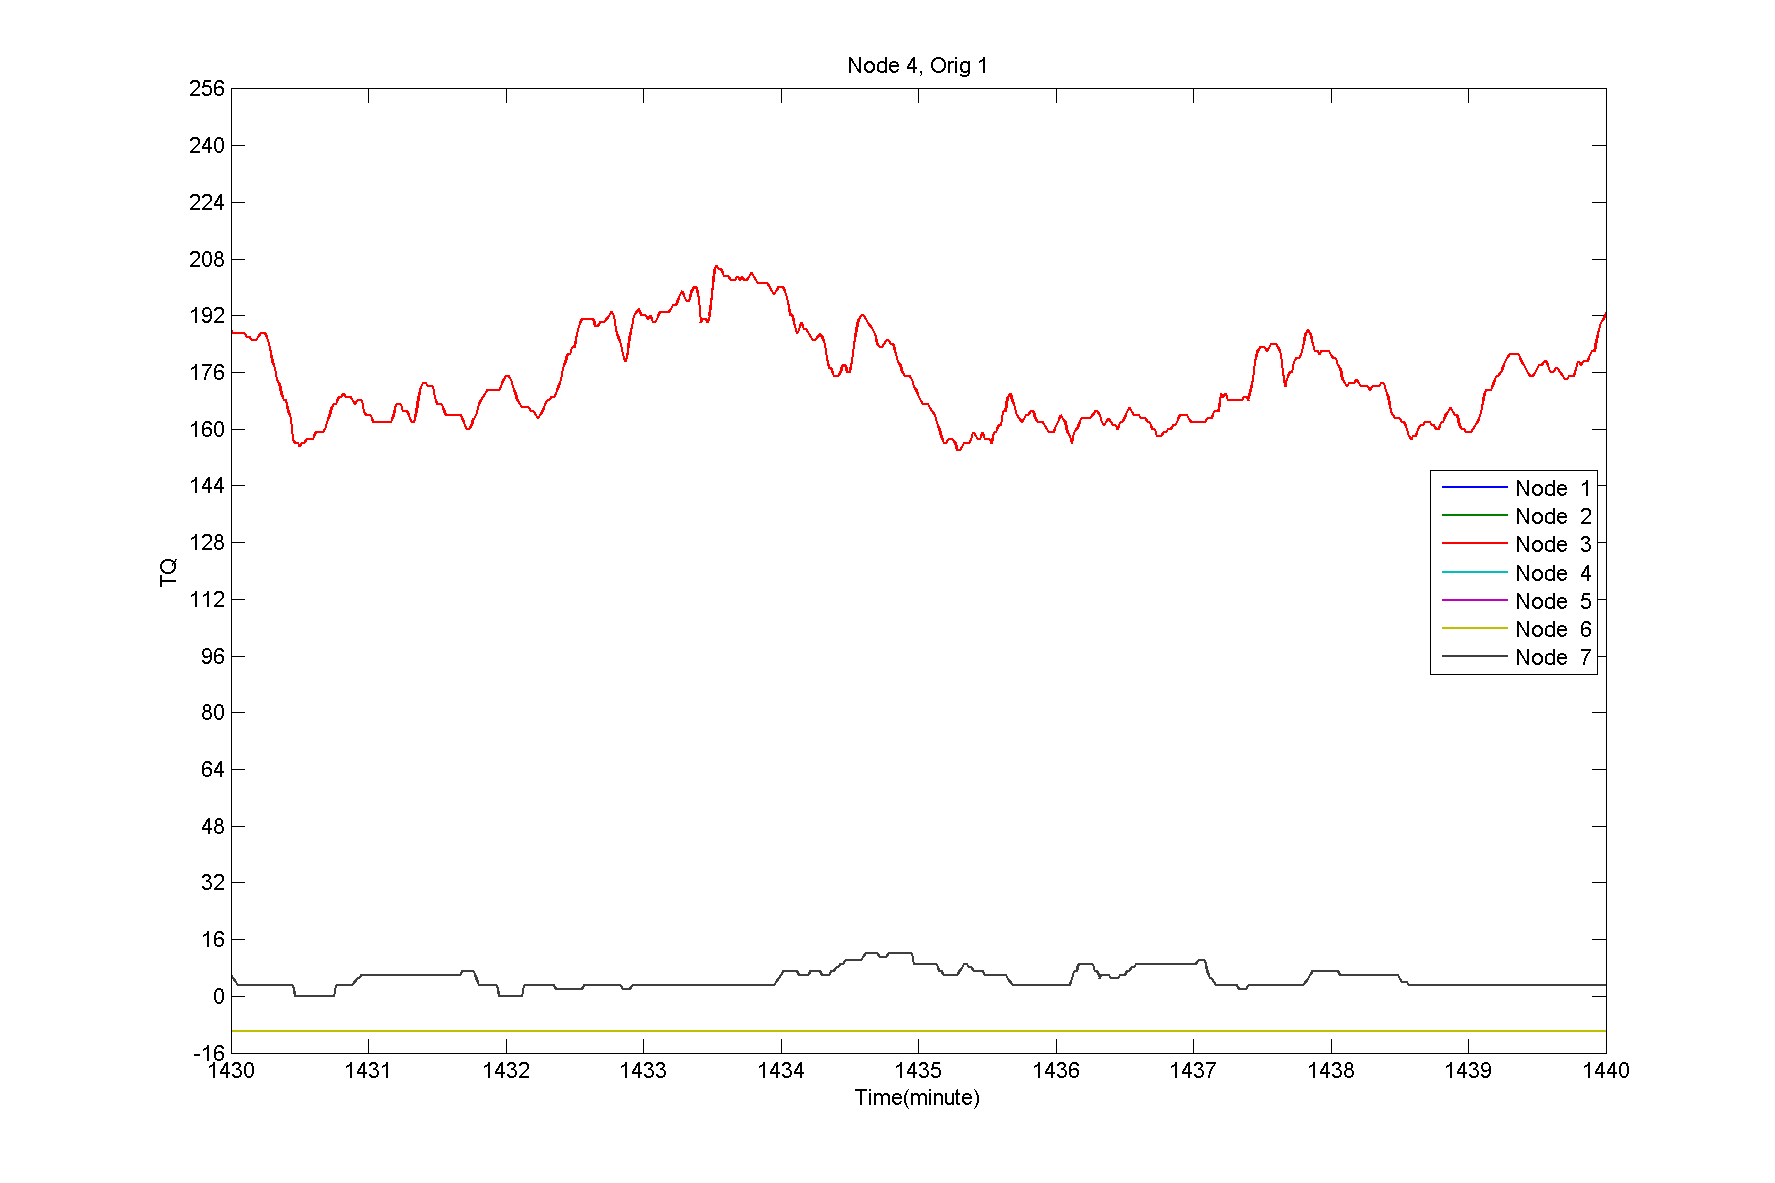 Node 4, Orig 1
256
240
224
208
192
176
160
144
128
112
96
80
64
48
32
16
0
-16
TQ
Node 1
Node 2
Node 3
Node 4
Node 5
Node 6
Node 7
1430 1431 1432 1433 1434 1435 1436 1437 1438 1439 1440
Time(minute)